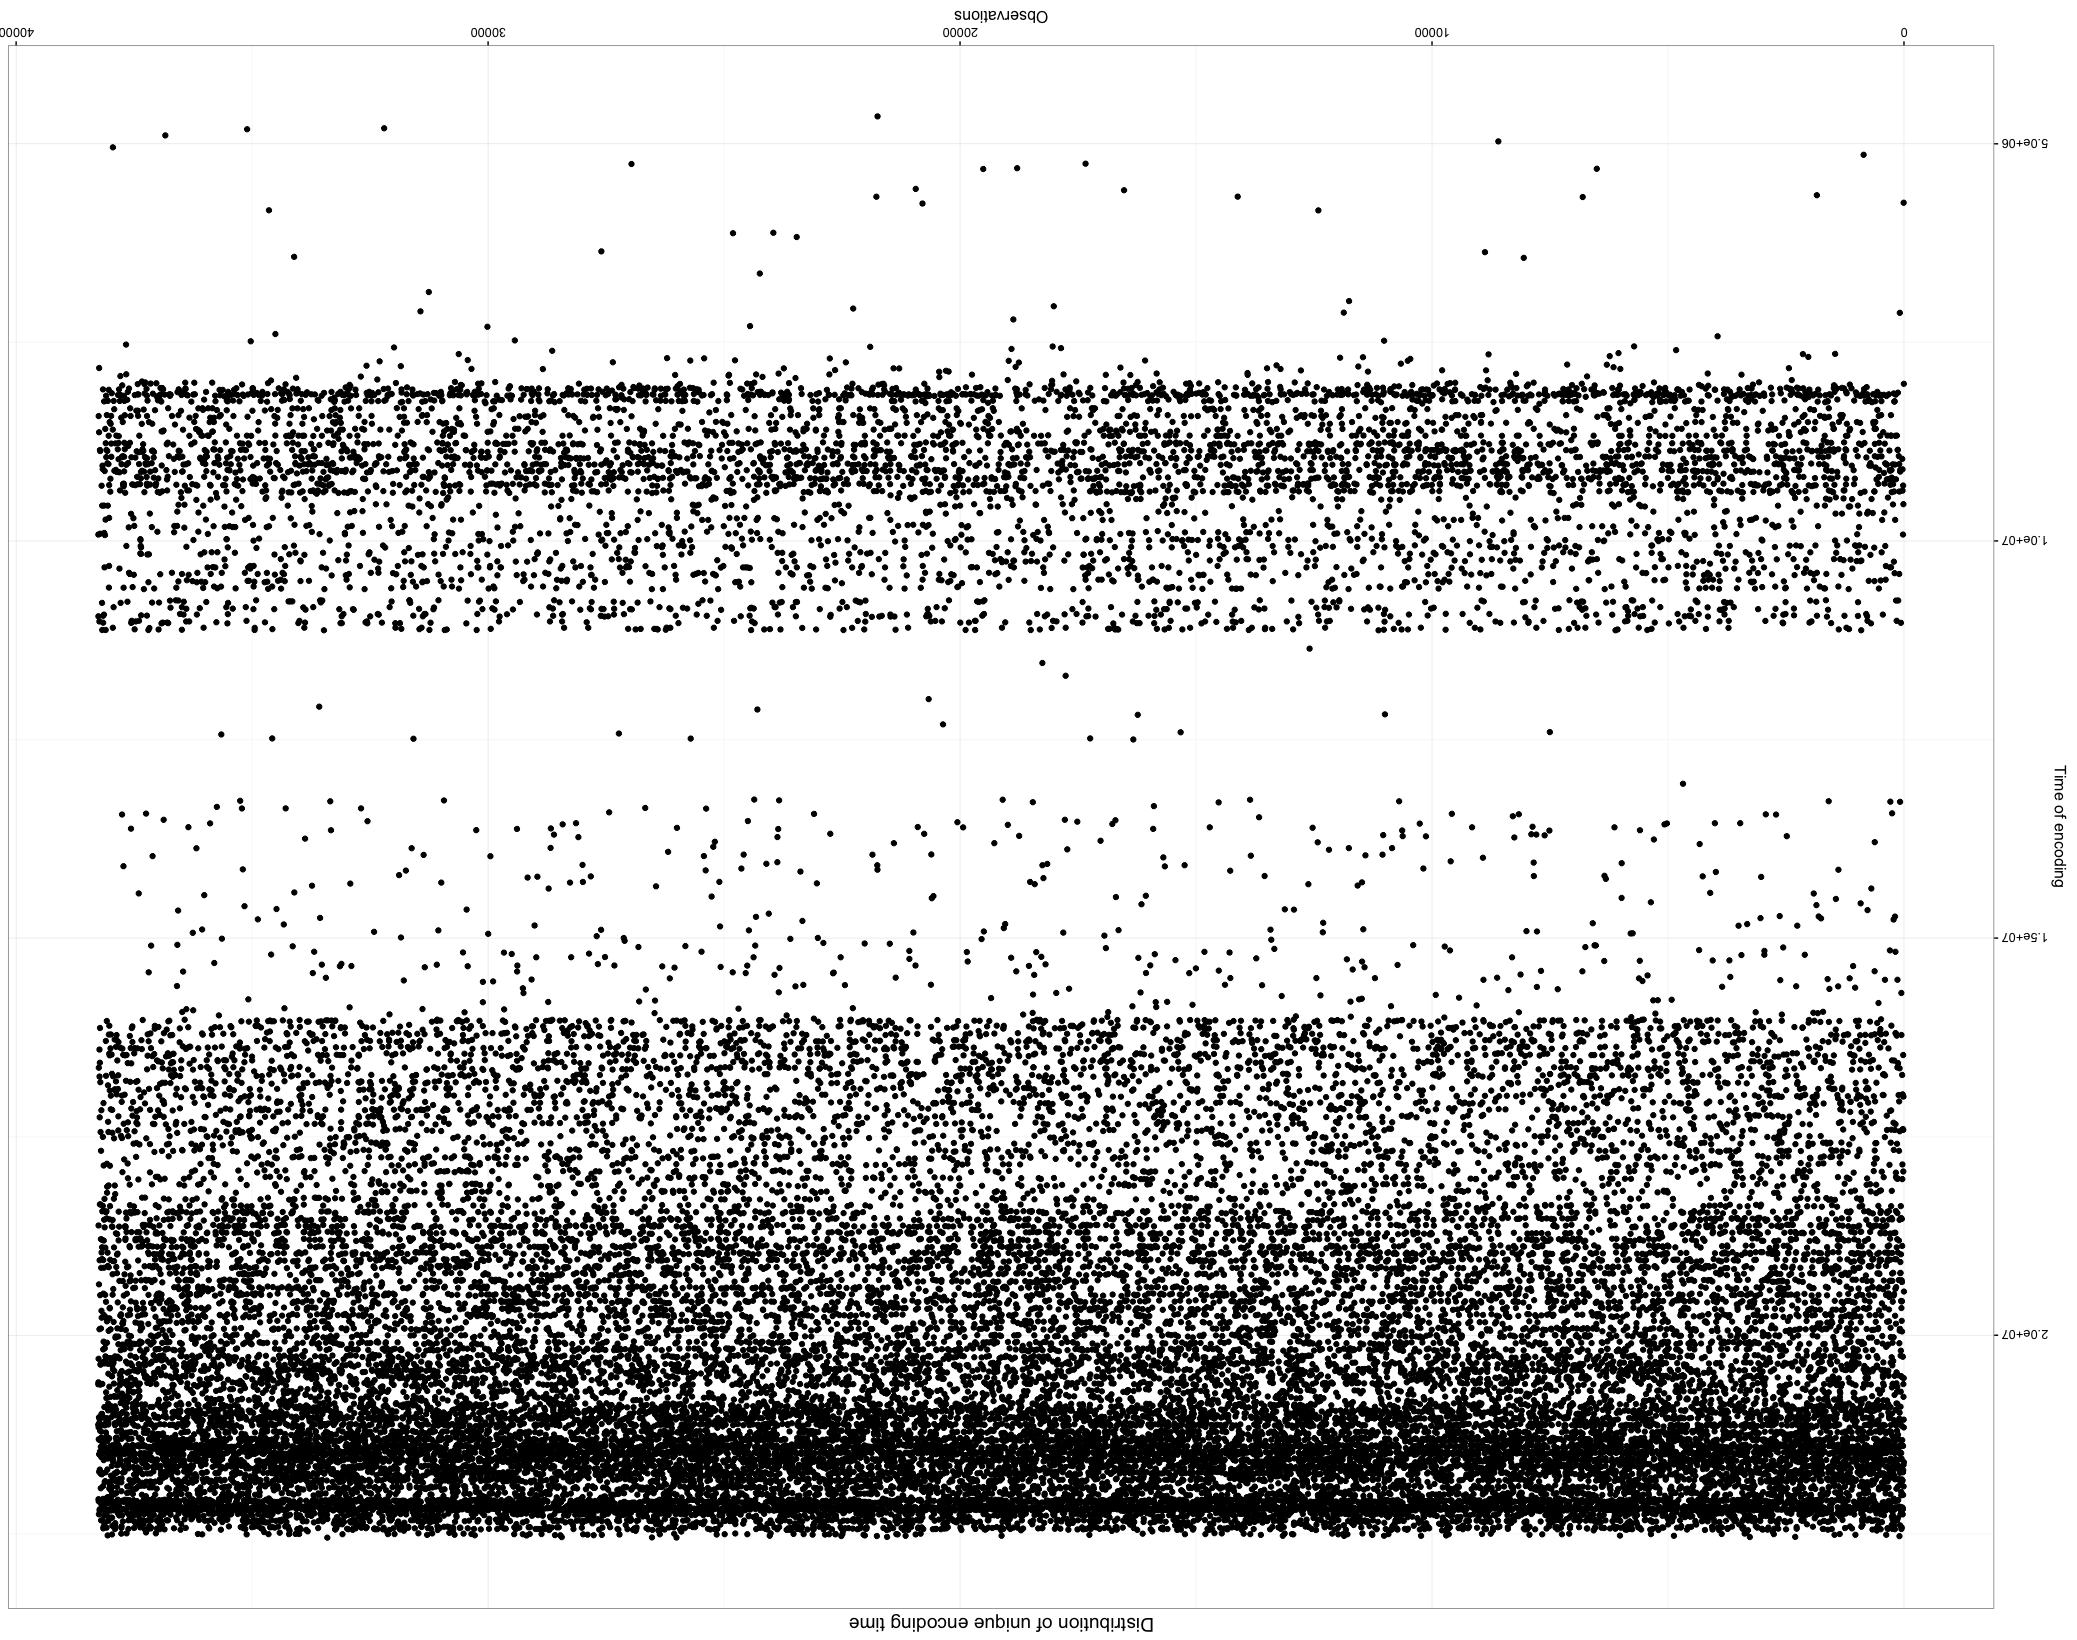 Distribution of unique encoding time
2.0e+07
1.5e+07
1.0e+07
5.0e+06
Time of encoding
0
10000
20000
30000
40000
Observations